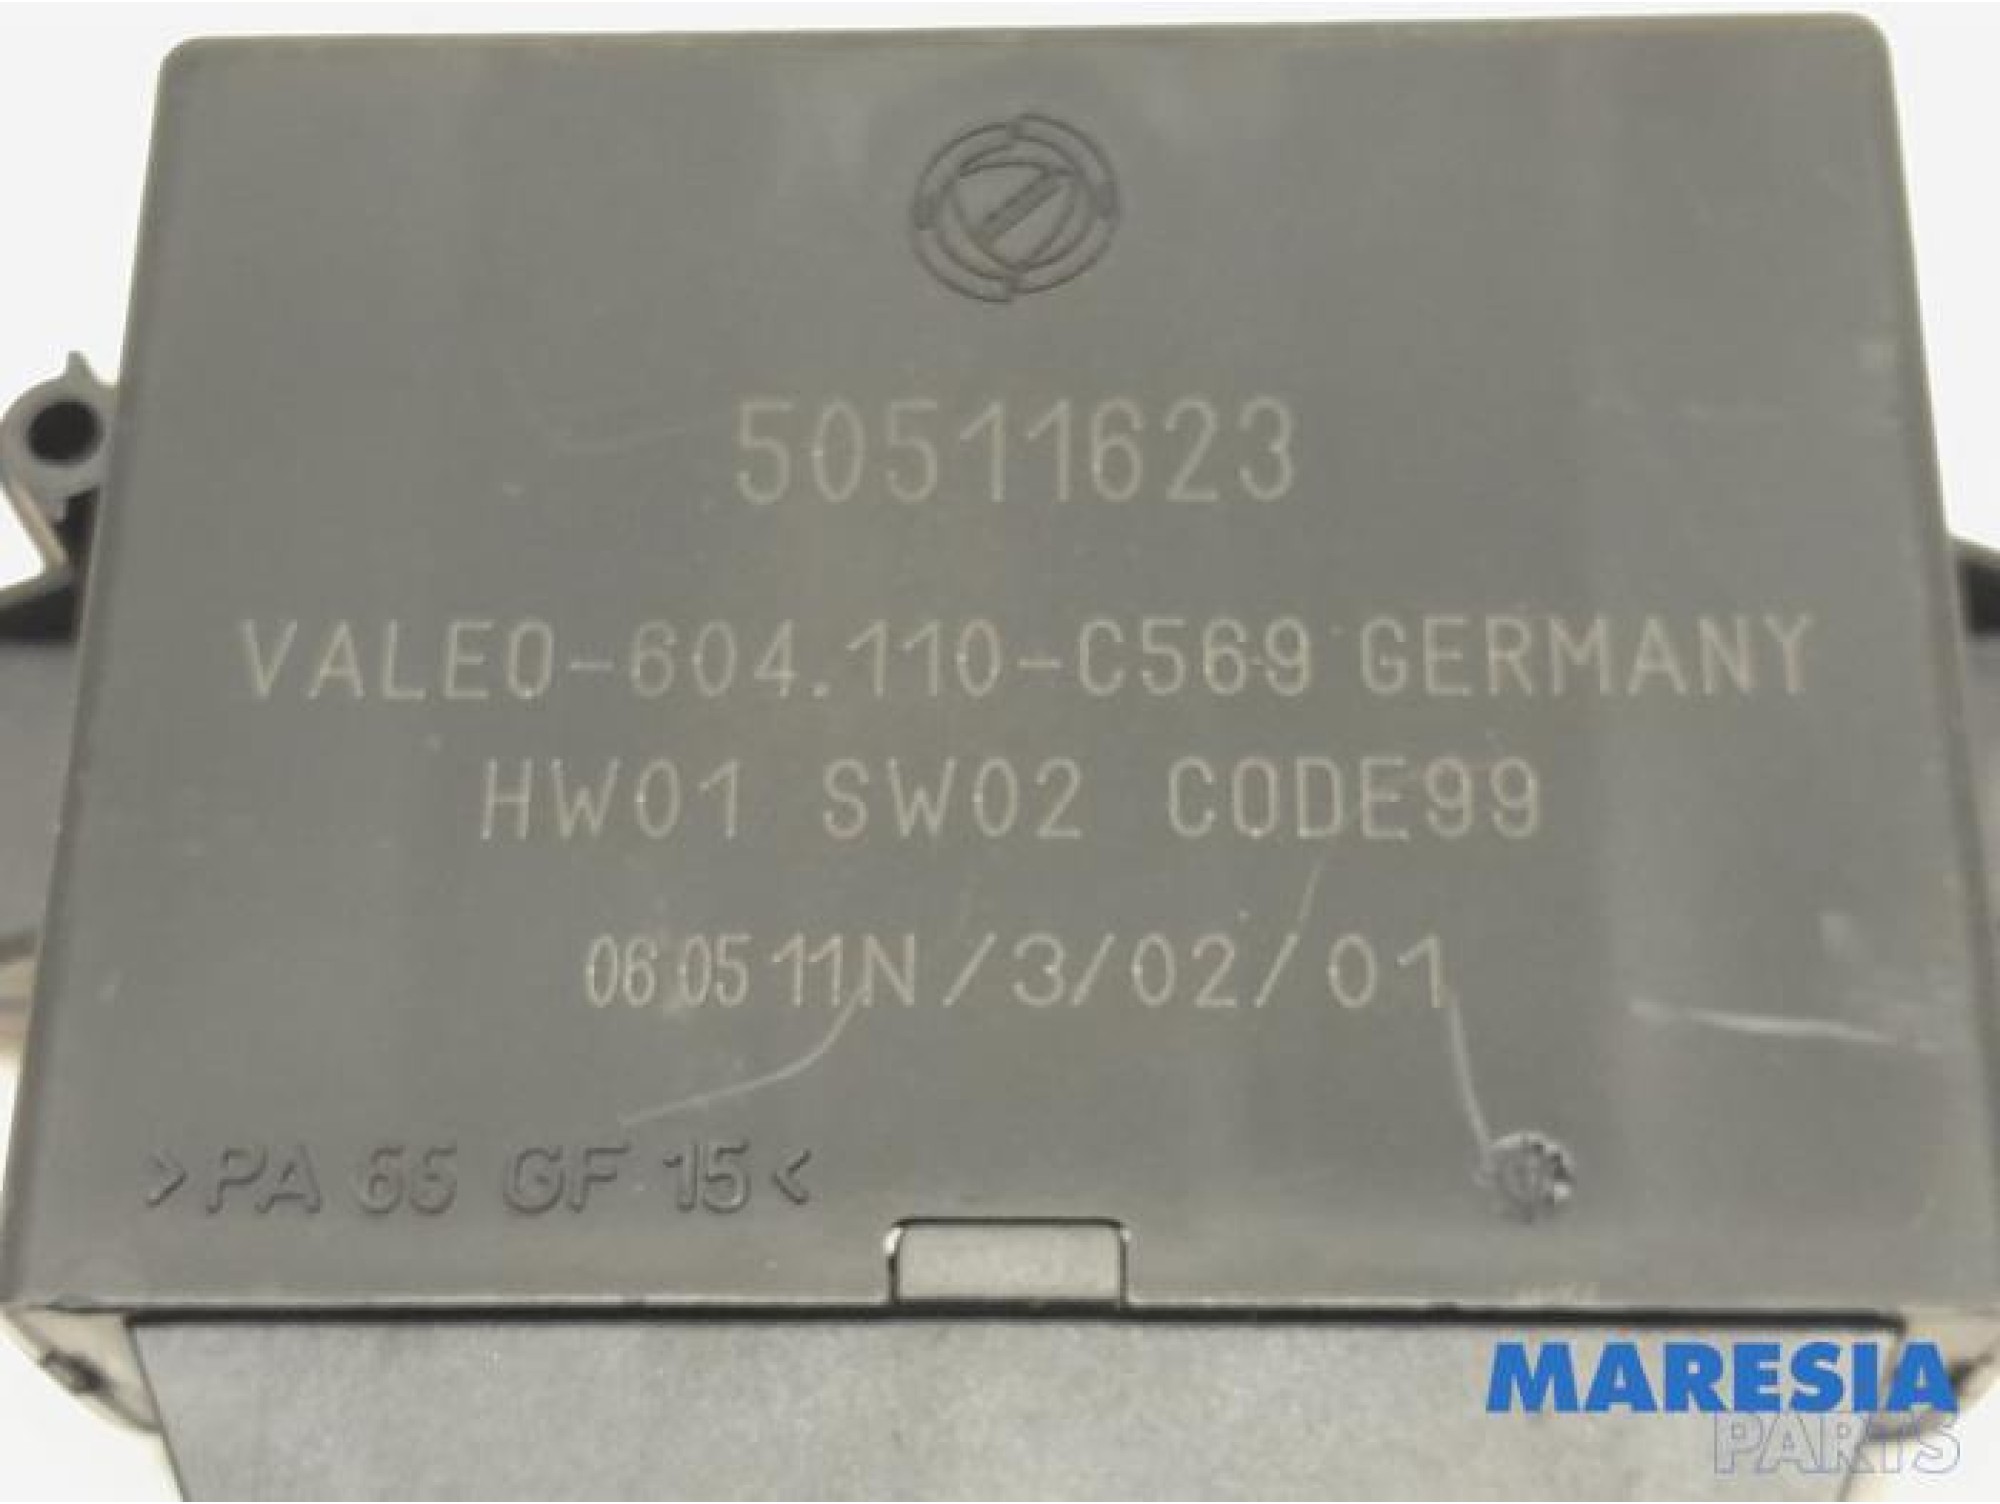 50511623
VALEO-604.110-C569 GERMANY
HW01 SW02 CODE99
06 05 11N/3/02/01
>PA 66 GF 15<
MARESIA
PARTS